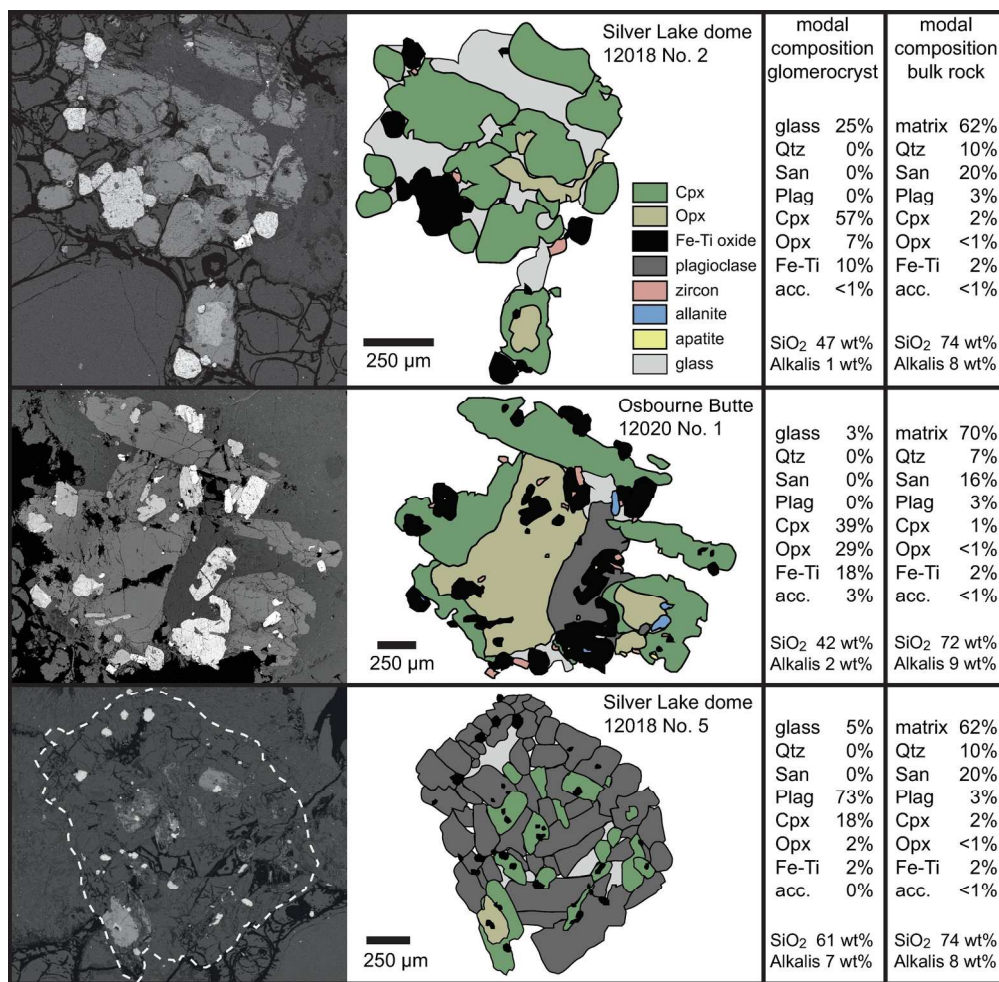 modal composition glomerocryst
modal composition bulk rock
Silver Lake dome
12018 No. 2
Cpx
Opx
Fe-Ti oxide
plagioclase
zircon
allanite
apatite
glass
250 µm
glass 25%
Qtz 0%
San 0%
Plag 0%
Cpx 57%
Opx 7%
Fe-Ti 10%
acc. <1%
SiO₂ 47 wt%
Alkalis 1 wt%
matrix 62%
Qtz 10%
San 20%
Plag 3%
Cpx 2%
Opx <1%
Fe-Ti 2%
acc. <1%
SiO₂ 74 wt%
Alkalis 8 wt%
Osbourne Butte
12020 No. 1
250 µm
glass 3%
Qtz 0%
San 0%
Plag 0%
Cpx 39%
Opx 29%
Fe-Ti 18%
acc. 3%
SiO₂ 42 wt%
Alkalis 2 wt%
matrix 70%
Qtz 7%
San 16%
Plag 3%
Cpx 1%
Opx <1%
Fe-Ti 2%
acc. <1%
SiO₂ 72 wt%
Alkalis 9 wt%
Silver Lake dome
12018 No. 5
250 µm
glass 5%
Qtz 0%
San 0%
Plag 73%
Cpx 18%
Opx 2%
Fe-Ti 2%
acc. 0%
SiO₂ 61 wt%
Alkalis 7 wt%
matrix 62%
Qtz 10%
San 20%
Plag 3%
Cpx 2%
Opx <1%
Fe-Ti 2%
acc. <1%
SiO₂ 74 wt%
Alkalis 8 wt%